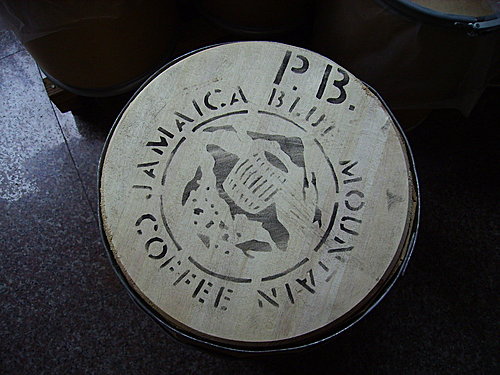 P.B.
JAMAICA BLUE MOUNTAIN
COFFEE